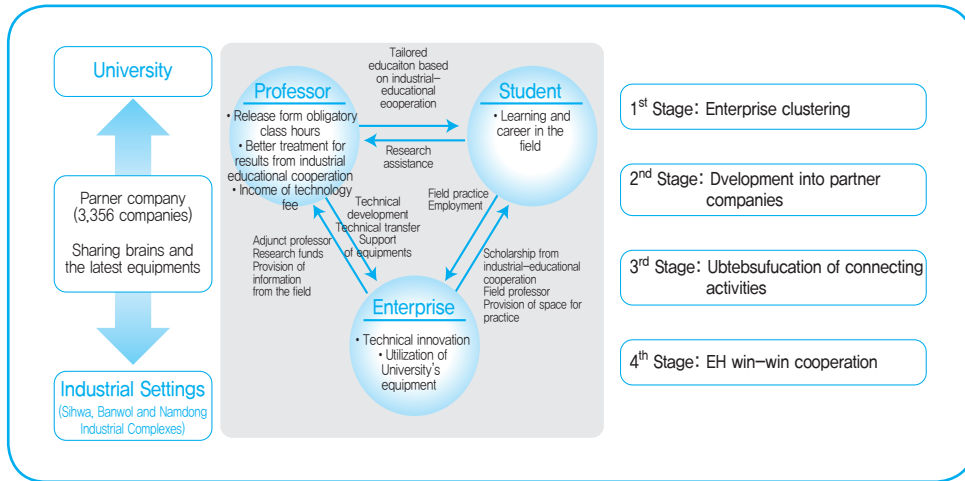 University
Parner company
(3,356 companies)
Sharing brains and
the latest equipments
Industrial Settings
(Sihwa, Banwol and Namdong
Industrial Complexes)
Tailored
educaiton based
on industrial-
educational
eooperation
Professor
• Release form obligatory
class hours
• Better treatment for
results from industrial
educational cooperation
• Income of technology
fee
Student
• Learning and
career in the
field
Research
assistance
Technical
development
Technical transfer
Support
of equipments
Field practice
Employment
Adjunct professor
Research funds
Provision of
information
from the field
Scholarship from
industrial-educational
cooperation
Field professor
Provision of space for
practice
Enterprise
• Technical innovation
• Utilization of
University's
equipment
1st Stage: Enterprise clustering
2nd Stage: Dvelopment into partner
companies
3rd Stage: Ubtebsufucation of connecting
activities
4th Stage: EH win-win cooperation